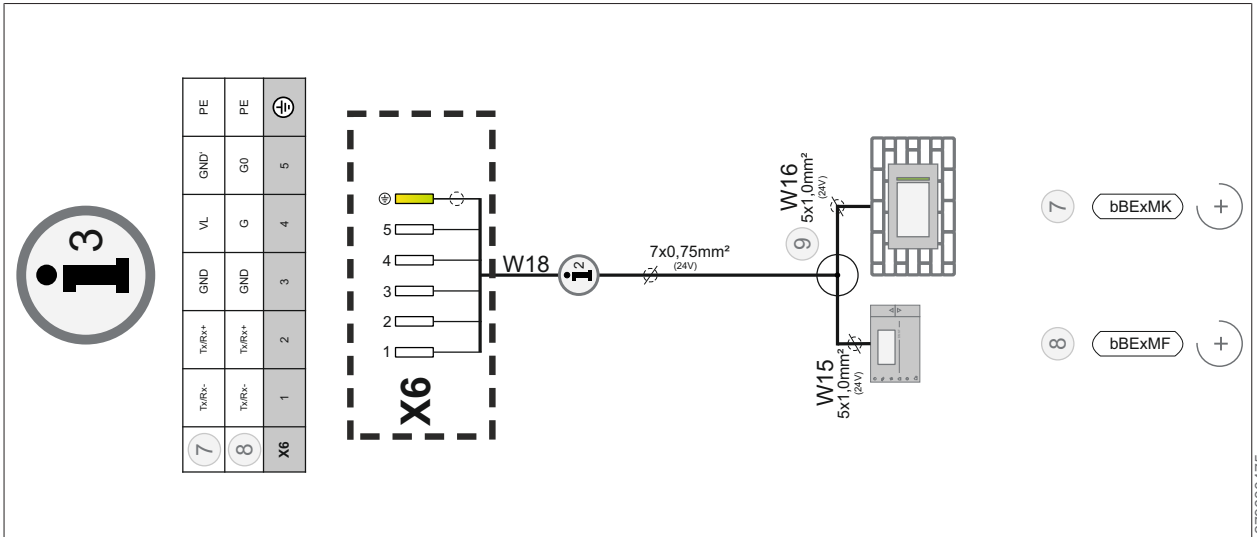 3
PE PE
GND' G0 5
VL G 4
GND GND 3
Tx/Rx+ Tx/Rx+ 2
Tx/Rx- Tx/Rx- 1
7 8 X6
5
4
3
2
1
X6
W18
2
7x0,75mm²
(24V)
W16
5x1,0mm²
(24V)
9
W15
5x1,0mm²
(24V)
7 bBExMK +
8 bBExMF +